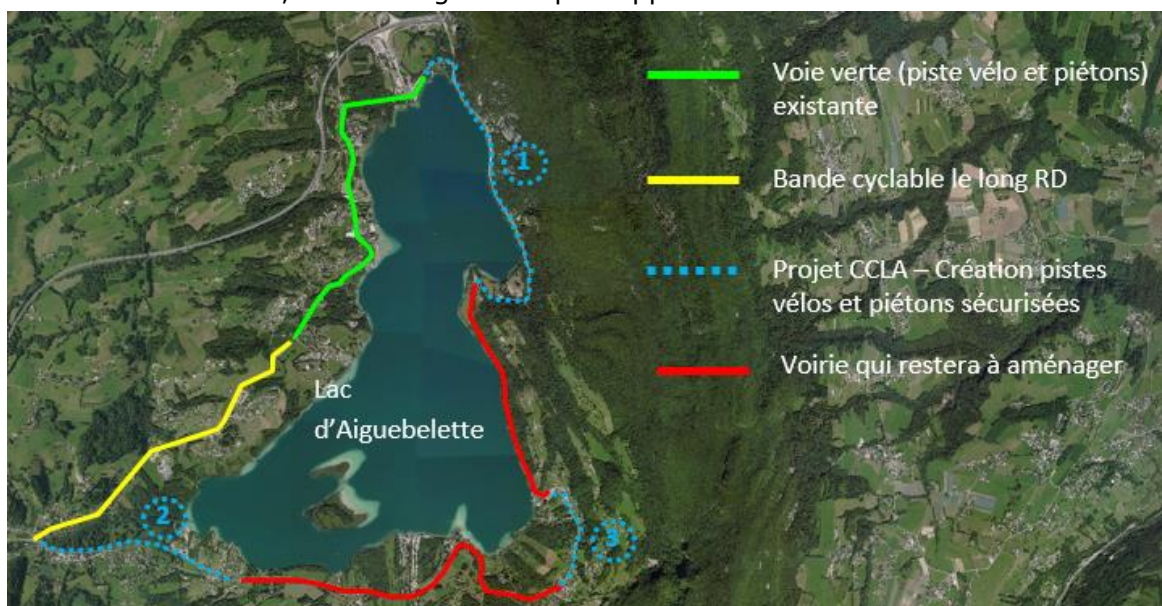 Voie verte (piste vélo et piétons)
existante
1
Bande cyclable le long RD
Projet CCLA – Création pistes
vélos et piétons sécurisées
Voirie qui restera à aménager
Lac
d'Aiguebelette
2
3